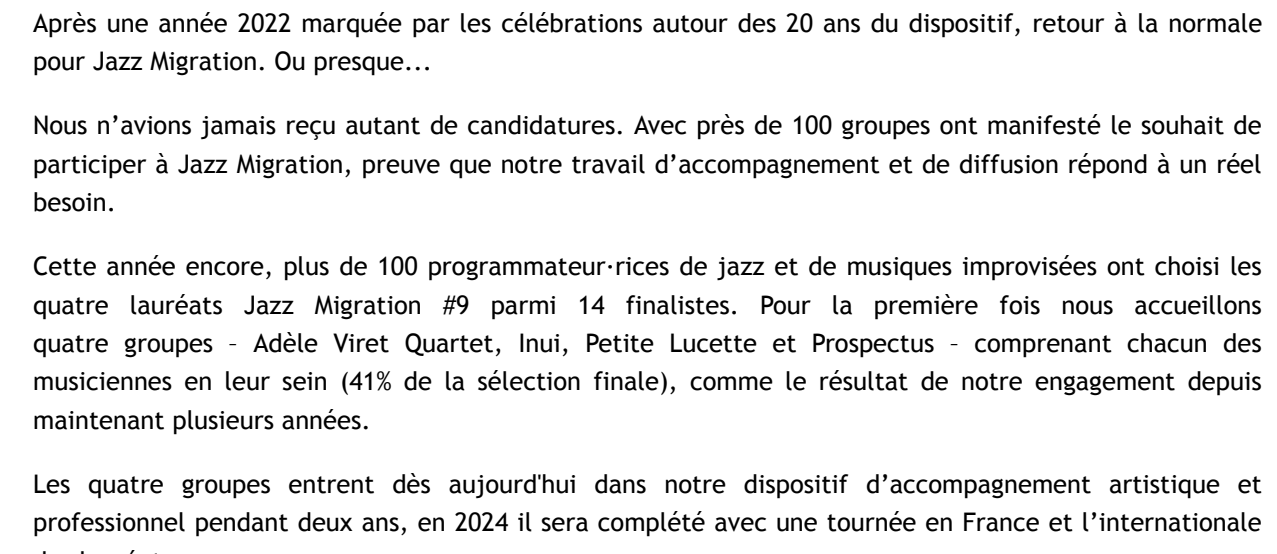 Après une année 2022 marquée par les célébrations autour des 20 ans du dispositif, retour à la normale
pour Jazz Migration. Ou presque...
Nous n’avions jamais reçu autant de candidatures. Avec près de 100 groupes ont manifesté le souhait de
participer à Jazz Migration, preuve que notre travail d’accompagnement et de diffusion répond à un réel
besoin.
Cette année encore, plus de 100 programmateur·rices de jazz et de musiques improvisées ont choisi les
quatre lauréats Jazz Migration #9 parmi 14 finalistes. Pour la première fois nous accueillons
quatre groupes – Adèle Viret Quartet, Inui, Petite Lucette et Prospectus – comprenant chacun des
musiciennes en leur sein (41% de la sélection finale), comme le résultat de notre engagement depuis
maintenant plusieurs années.
Les quatre groupes entrent dès aujourd'hui dans notre dispositif d’accompagnement artistique et
professionnel pendant deux ans, en 2024 il sera complété avec une tournée en France et l’internationale